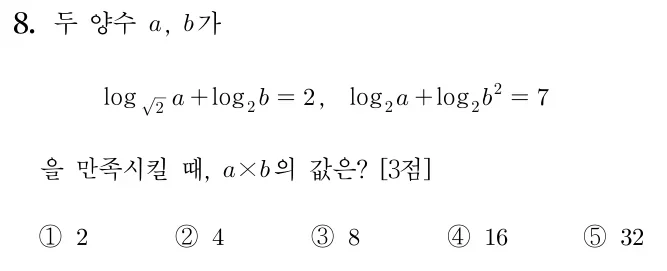 8. 두 양수 a, b가
log_{√2} a + log_2 b = 2, log_2 a + log_2 b^2 = 7
을 만족시킬 때, a×b의 값은? [3점]
① 2 ② 4 ③ 8 ④ 16 ⑤ 32